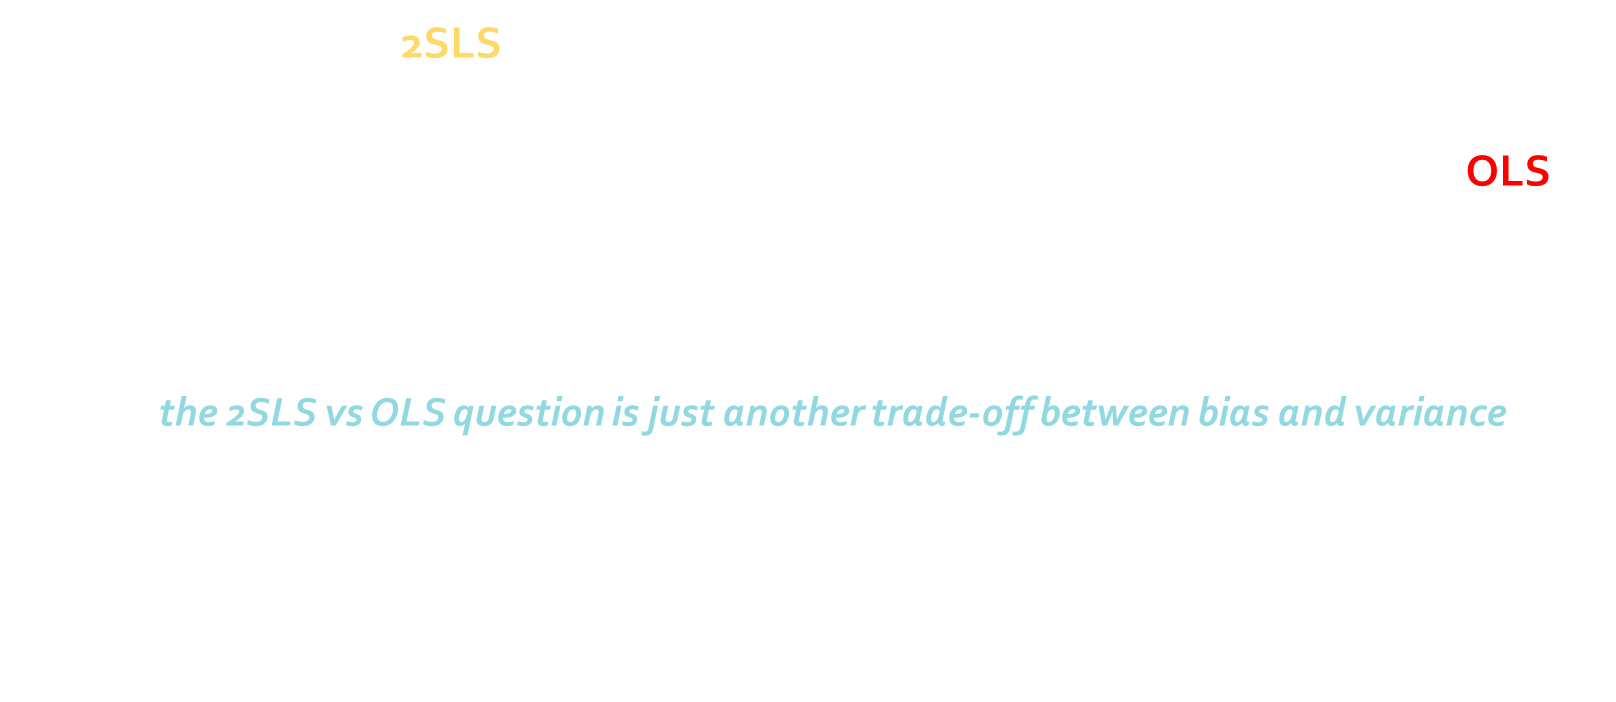 2SLS
OLS
the 2SLS vs OLS question is just another trade-off between bias and variance